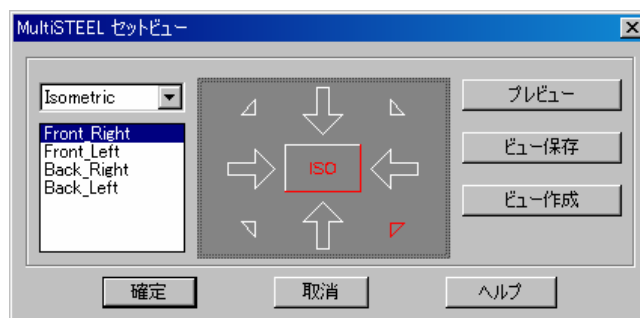 MultiSTEEL セットビュー
Isometric
Front_Right
Front_Left
Back_Right
Back_Left
ISO
プレビュー
ビュー保存
ビュー作成
確定
取消
ヘルプ